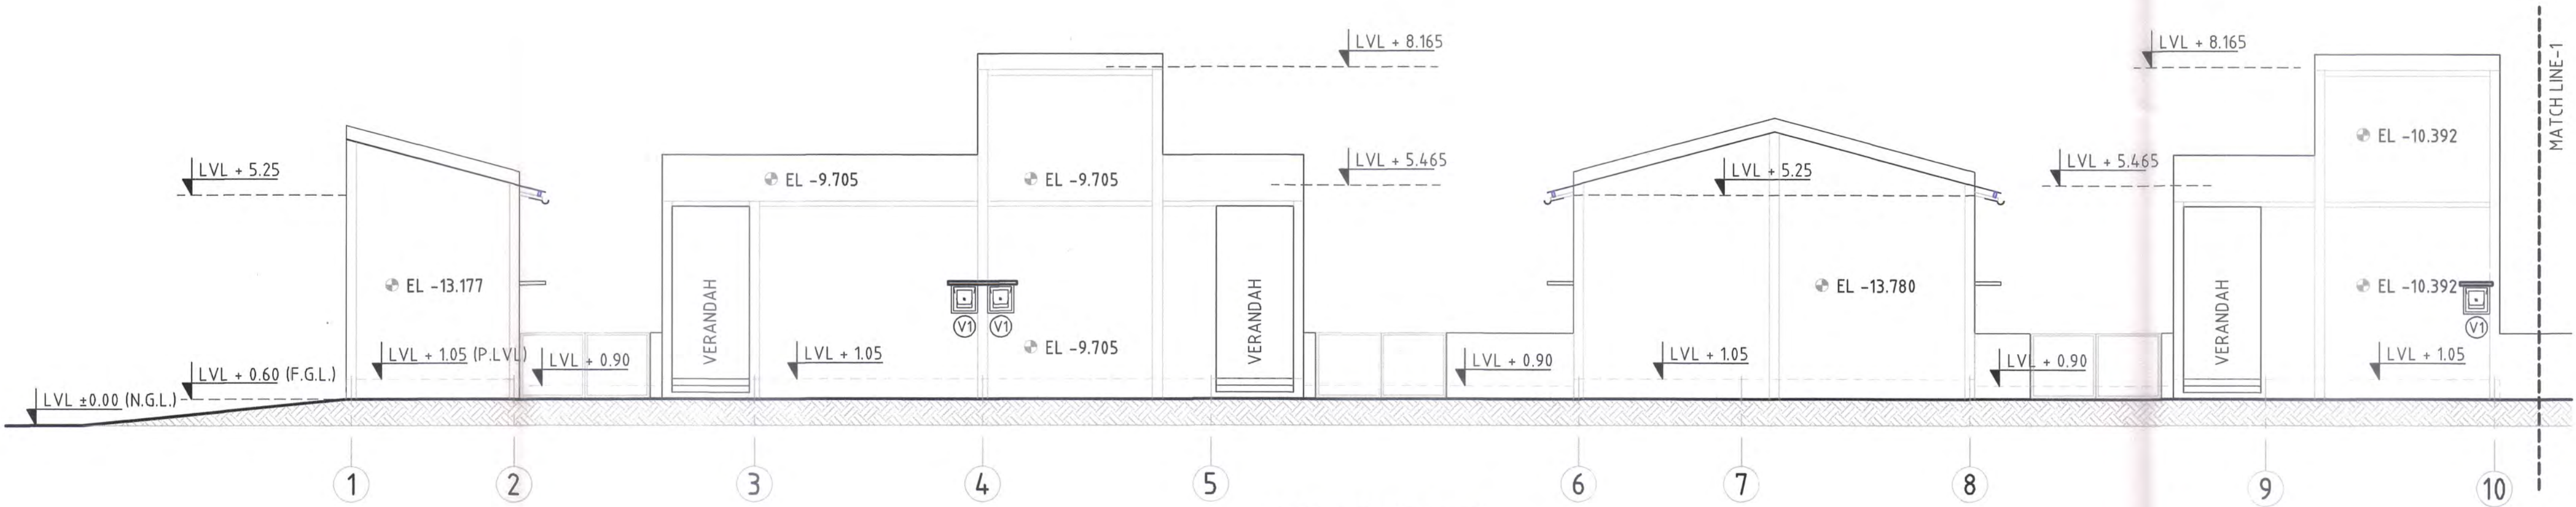 LVL + 8.165
LVL + 8.165
MATCH LINE-1
EL -10.392
LVL + 5.25
EL -9.705
EL -9.705
LVL + 5.465
LVL + 5.25
LVL + 5.465
EL -13.177
VERANDAH
V1
V1
VERANDAH
EL -13.780
VERANDAH
EL -10.392
V1
LVL + 0.60 (F.G.L.)
LVL + 1.05 (P.LVL)
LVL + 0.90
LVL + 1.05
EL -9.705
LVL + 0.90
LVL + 1.05
LVL + 0.90
LVL + 1.05
LVL ±0.00 (N.G.L.)
1
2
3
4
5
6
7
8
9
10